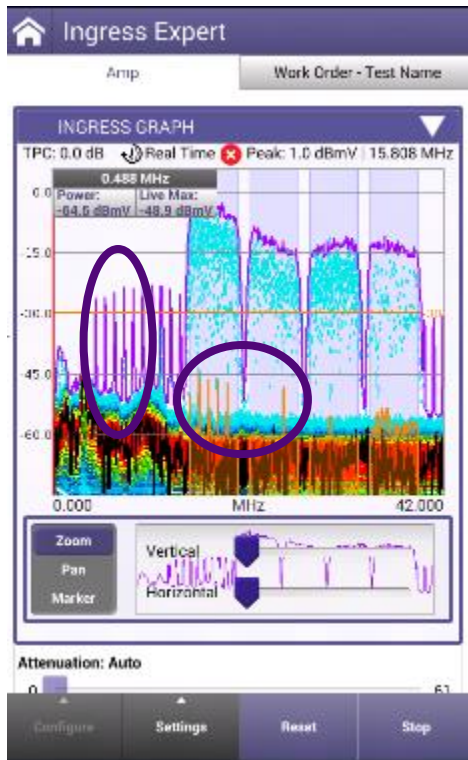 Ingress Expert
Amp
Work Order - Test Name
INGRESS GRAPH
TPC: 0.0 dB Real Time Peak: 1.0 dBmV 15.808 MHz
0.488 MHz
Power: Live Max:
-64.5 dBmV -48.9 dBmV
0.0
-15.0
-30.0
-30
-45.0
-60.0
0.000 MHz 42.000
Zoom
Pan
Marker
Vertical
Horizontal
Attenuation: Auto
0 61
Configure Settings Reset Stop